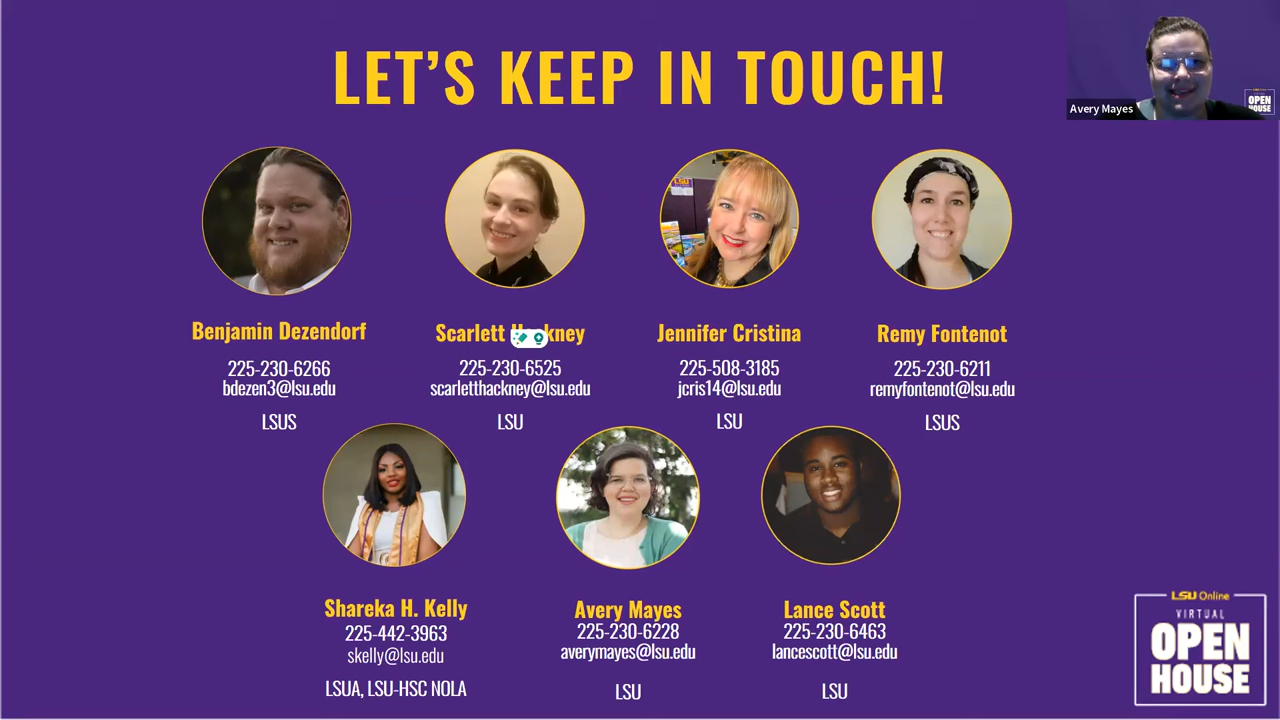 LET'S KEEP IN TOUCH!
Avery Mayes
OPEN
HOUSE
Benjamin Dezendorf
225-230-6266
bdezen3@lsu.edu
LSUS
Scarlett
225-230-6525
scarletthackney@lsu.edu
LSU
LSU
Jennifer Cristina
225-508-3185
jcris14@lsu.edu
LSU
Remy Fontenot
225-230-6211
remyfontenot@lsu.edu
LSUS
Shareka H. Kelly
225-442-3963
skelly@lsu.edu
LSUA, LSU-HSC NOLA
Avery Mayes
225-230-6228
averymayes@lsu.edu
LSU
Lance Scott
225-230-6463
lancescott@lsu.edu
LSU
LSU Online
VIRTUAL
OPEN
HOUSE